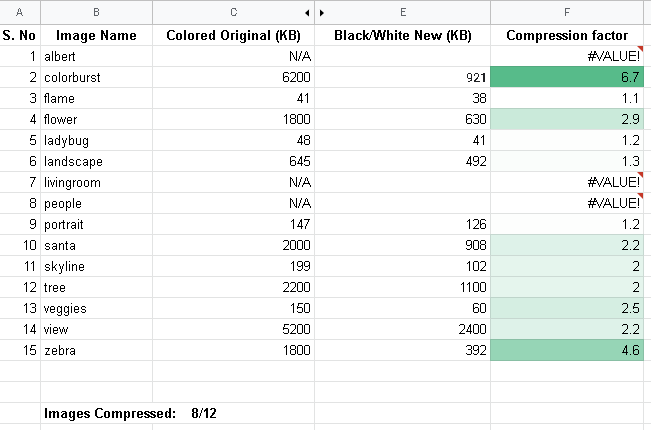 A B C E F
S. No Image Name Colored Original (KB) Black/White New (KB) Compression factor
1 albert N/A #VALUE!
2 colorburst 6200 921 6.7
3 flame 41 38 1.1
4 flower 1800 630 2.9
5 ladybug 48 41 1.2
6 landscape 645 492 1.3
7 livingroom N/A #VALUE!
8 people N/A #VALUE!
9 portrait 147 126 1.2
10 santa 2000 908 2.2
11 skyline 199 102 2
12 tree 2200 1100 2
13 veggies 150 60 2.5
14 view 5200 2400 2.2
15 zebra 1800 392 4.6
Images Compressed: 8/12